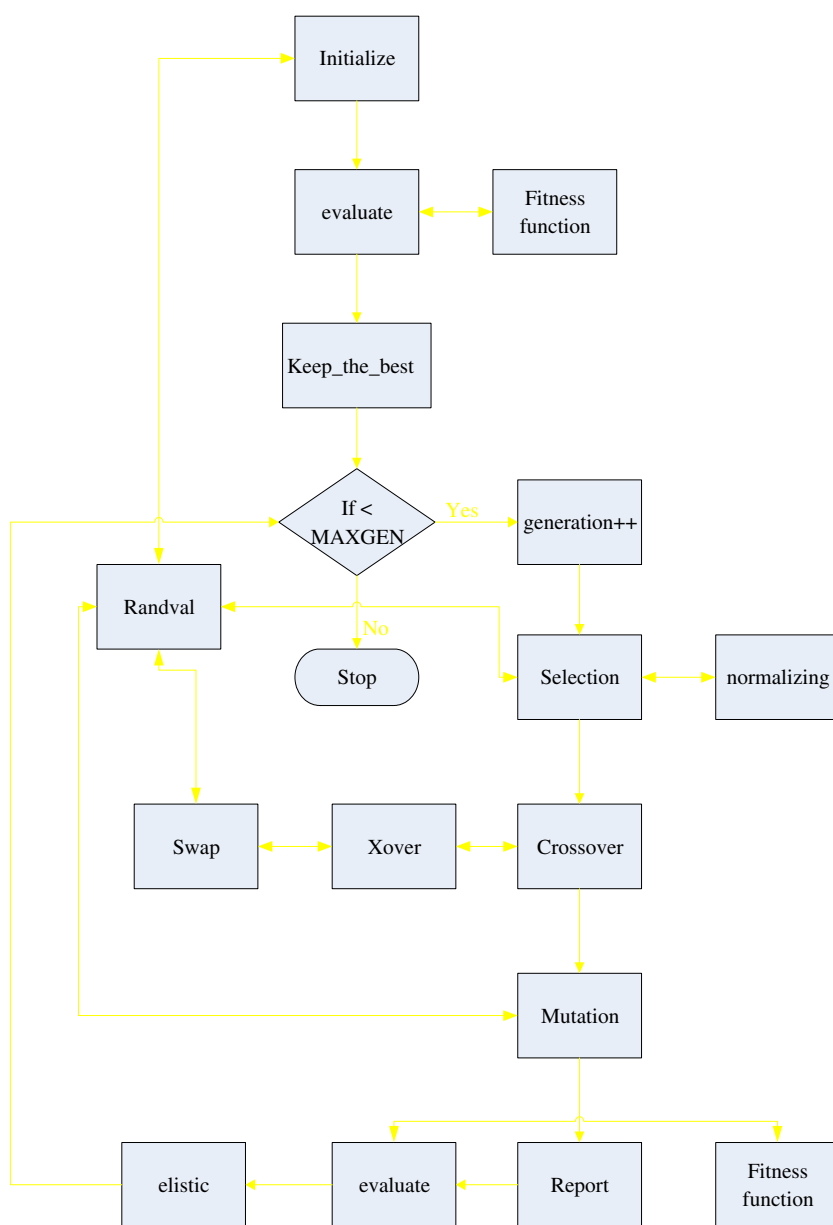 Initialize
evaluate
Fitness
function
Keep_the_best
If <
MAXGEN
Yes
generation++
Randval
No
Stop
Selection
normalizing
Swap
Xover
Crossover
Mutation
elistic
evaluate
Report
Fitness
function